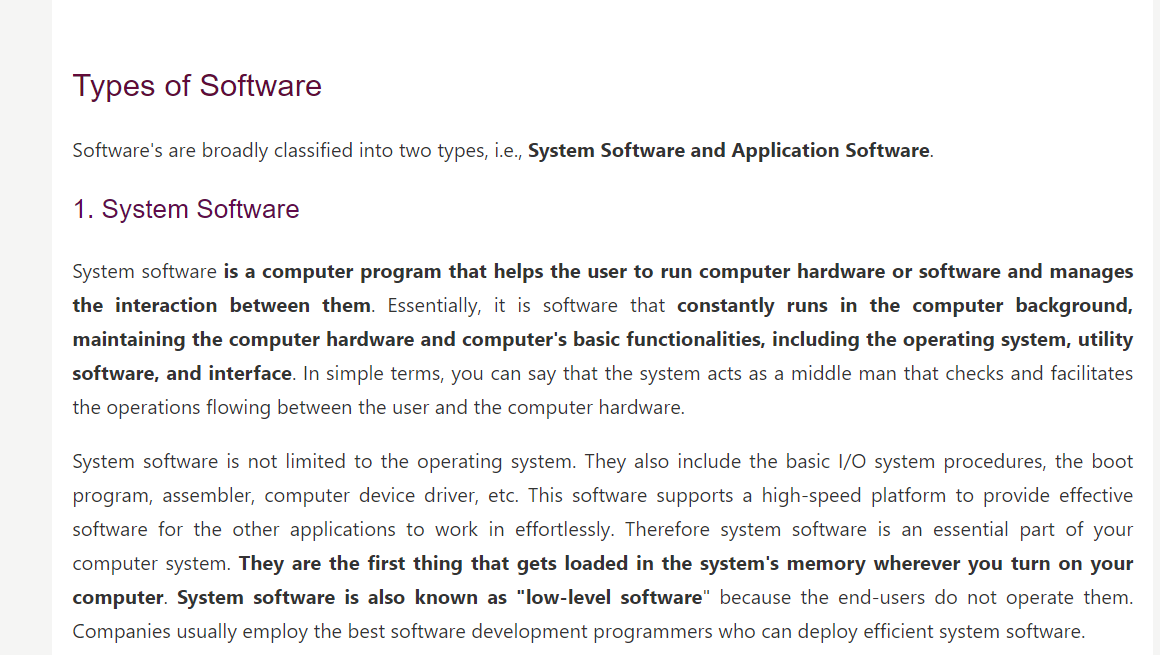 Types of Software
Software's are broadly classified into two types, i.e., System Software and Application Software.
1. System Software
System software is a computer program that helps the user to run computer hardware or software and manages
the interaction between them. Essentially, it is software that constantly runs in the computer background,
maintaining the computer hardware and computer's basic functionalities, including the operating system, utility
software, and interface. In simple terms, you can say that the system acts as a middle man that checks and facilitates
the operations flowing between the user and the computer hardware.
System software is not limited to the operating system. They also include the basic I/O system procedures, the boot
program, assembler, computer device driver, etc. This software supports a high-speed platform to provide effective
software for the other applications to work in effortlessly. Therefore system software is an essential part of your
computer system. They are the first thing that gets loaded in the system's memory wherever you turn on your
computer. System software is also known as "low-level software" because the end-users do not operate them.
Companies usually employ the best software development programmers who can deploy efficient system software.